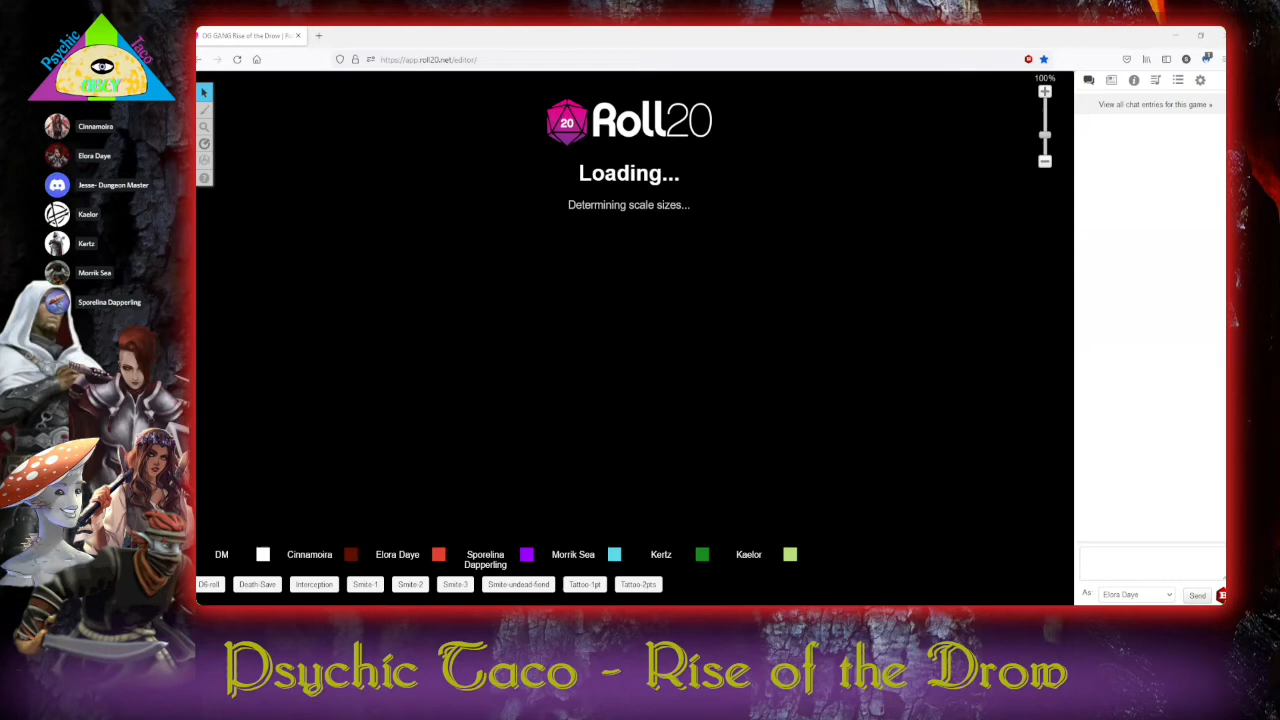 Psychic
Taco
OBEY
Cinnamoira
Elora Daye
Jesse- Dungeon Master
Kaelor
Kertz
Morrik Sea
Sporelina Dapperling
OG GANG Rise of the Drow | Ro
https://app.roll20.net/editor/
100%
View all chat entries for this game »
20
Roll20
Loading...
Determining scale sizes...
DM Cinnamoira Elora Daye Sporelina Dapperling Morrik Sea Kertz Kaelor
D6-roll Death-Save Interception Smite-1 Smite-2 Smite-3 Smite-undead-fiend Tattoo-1pt Tattoo-2pts
As: Elora Daye Send
Psychic Taco - Rise of the Drow